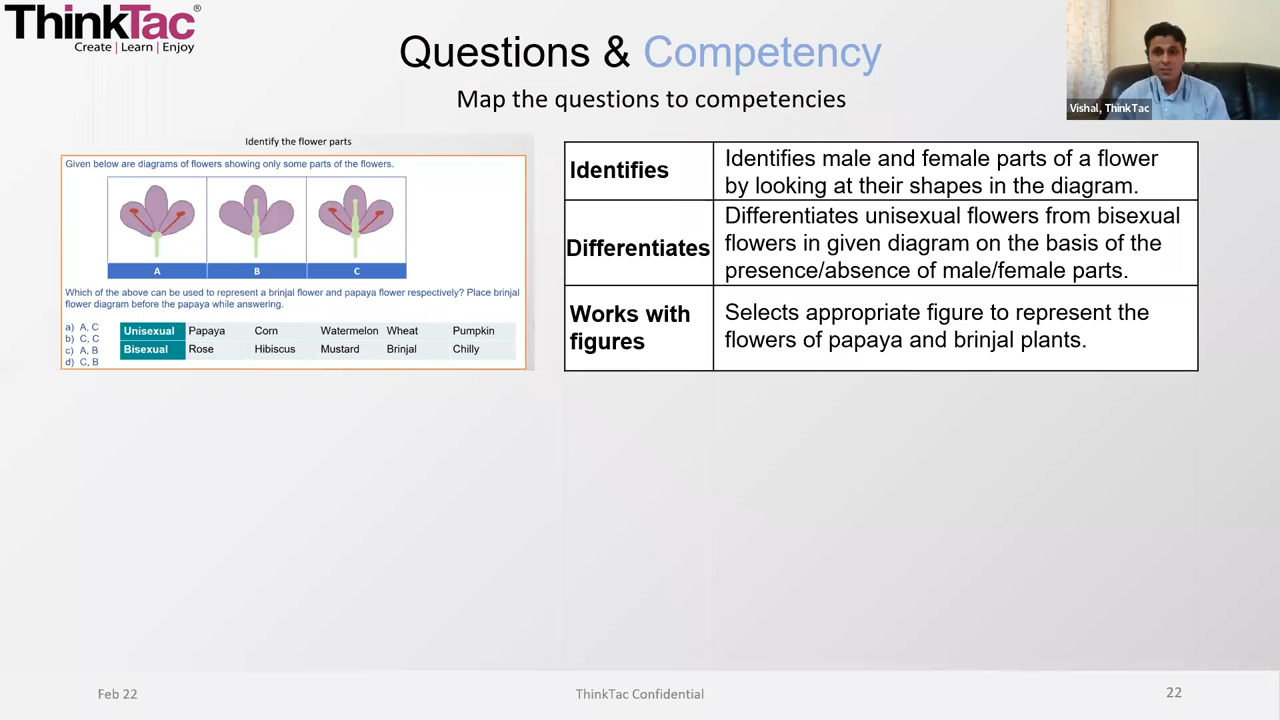 ThinkTac®
Create | Learn | Enjoy
Questions & Competency
Map the questions to competencies
Vishal, ThinkTac
Identify the flower parts
Given below are diagrams of flowers showing only some parts of the flowers.
A B C
Which of the above can be used to represent a brinjal flower and papaya flower respectively? Place brinjal
flower diagram before the papaya while answering.
a) A, C
b) C, C
c) A, B
d) C, B
Unisexual Papaya Corn Watermelon Wheat Pumpkin
Bisexual Rose Hibiscus Mustard Brinjal Chilly
Identifies
Identifies male and female parts of a flower
by looking at their shapes in the diagram.
Differentiates
Differentiates unisexual flowers from bisexual
flowers in given diagram on the basis of the
presence/absence of male/female parts.
Works with
figures
Selects appropriate figure to represent the
flowers of papaya and brinjal plants.
Feb 22
ThinkTac Confidential
22